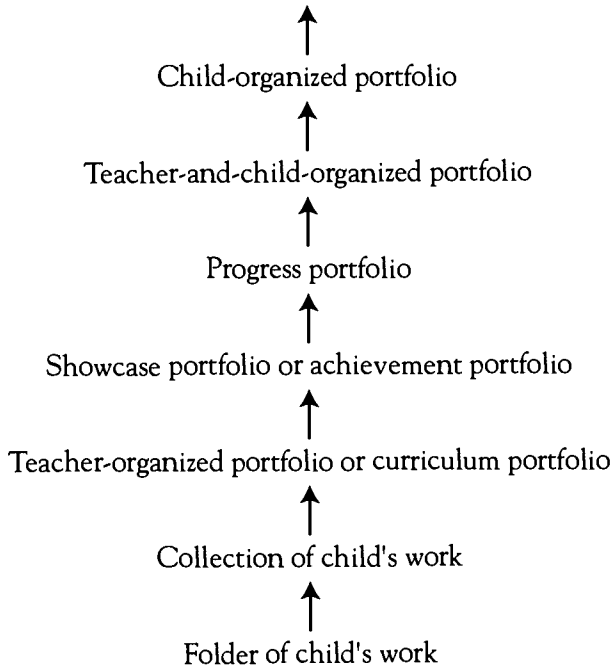 Child-organized portfolio
Teacher-and-child-organized portfolio
Progress portfolio
Showcase portfolio or achievement portfolio
Teacher-organized portfolio or curriculum portfolio
Collection of child's work
Folder of child's work